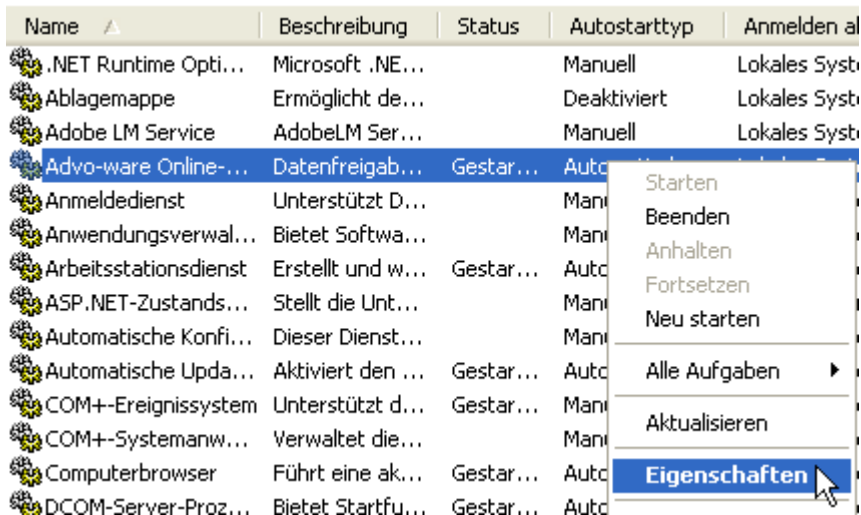 Name Beschreibung Status Autostarttyp Anmelden al
.NET Runtime Opti... Microsoft .NE... Manuell Lokales Syst
Ablagemappe Ermöglicht de... Deaktiviert Lokales Syst
Adobe LM Service AdobeLM Ser... Manuell Lokales Syst
Advo-ware Online-... Datenfreigab... Gestar...
Anmeldedienst Unterstützt D... Manu
Anwendungsverwal... Bietet Softwa... Manu
Arbeitsstationsdienst Erstellt und w... Gestar... Auto
ASP.NET-Zustands... Stellt die Unt... Manu
Automatische Konfi... Dieser Dienst... Manu
Automatische Upda... Aktiviert den ... Gestar... Auto
COM+-Ereignissystem Unterstützt d... Gestar... Manu
COM+-Systemanw... Verwaltet die... Manu
Computerbrowser Führt eine ak... Gestar... Auto
DCOM-Server-Proz... Bietet Startfu... Gestar... Auto
Starten
Beenden
Anhalten
Fortsetzen
Neu starten
Alle Aufgaben
Aktualisieren
Eigenschaften